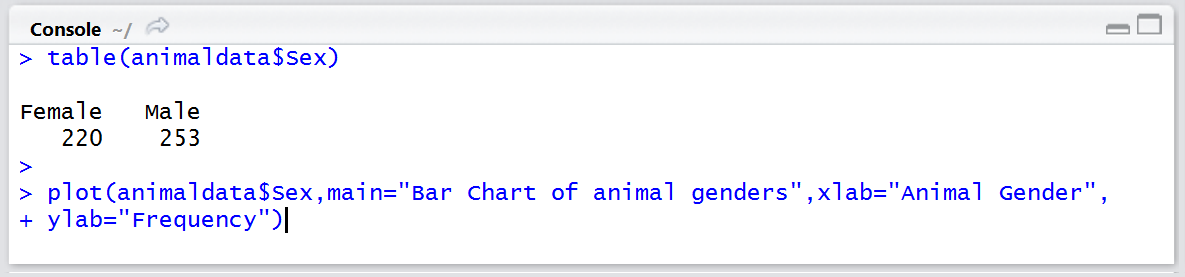 Console ~/
> table(animaldata$Sex)
Female   Male
   220    253
>
> plot(animaldata$Sex,main="Bar Chart of animal genders",xlab="Animal Gender",
+ ylab="Frequency")